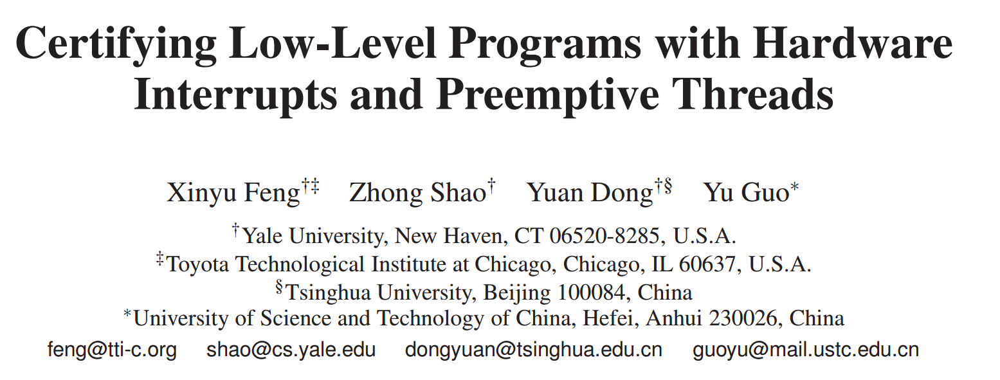 Certifying Low-Level Programs with Hardware
Interrupts and Preemptive Threads
Xinyu Feng†‡ Zhong Shao† Yuan Dong†§ Yu Guo∗
†Yale University, New Haven, CT 06520-8285, U.S.A.
‡Toyota Technological Institute at Chicago, Chicago, IL 60637, U.S.A.
§Tsinghua University, Beijing 100084, China
∗University of Science and Technology of China, Hefei, Anhui 230026, China
feng@tti-c.org shao@cs.yale.edu dongyuan@tsinghua.edu.cn guoyu@mail.ustc.edu.cn